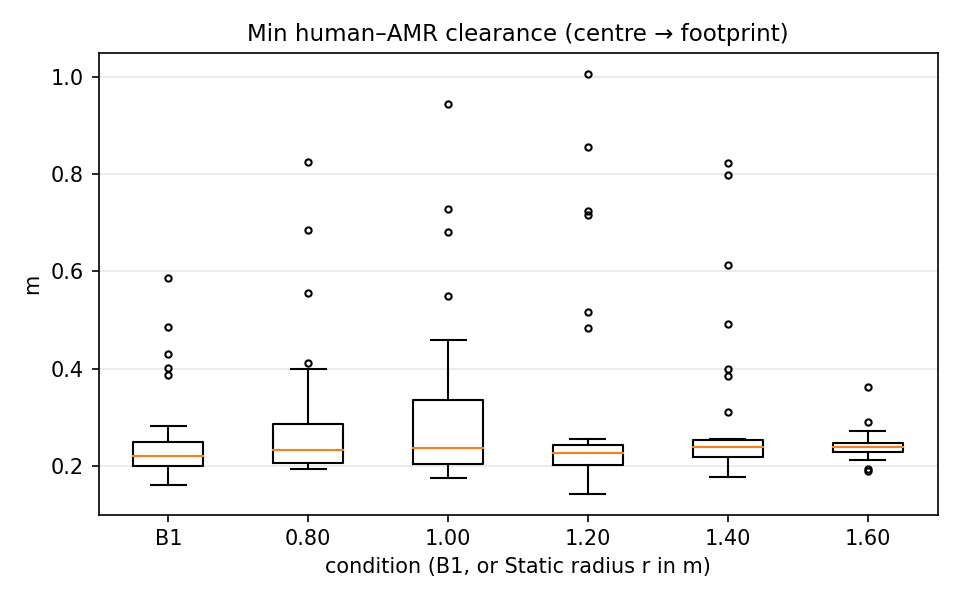 Min human–AMR clearance (centre → footprint)
1.0
0.8
0.6
0.4
0.2
m
B1 0.80 1.00 1.20 1.40 1.60
condition (B1, or Static radius r in m)